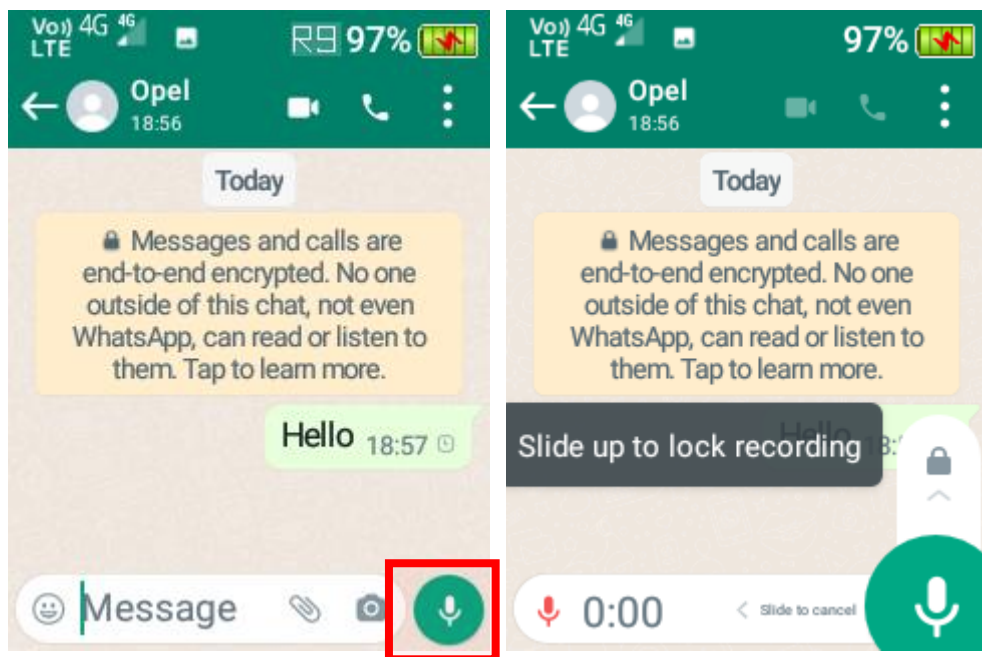 Vo)) 4G 4G R9 97%
LTE
Opel
18:56
Today
Messages and calls are
end-to-end encrypted. No one
outside of this chat, not even
WhatsApp, can read or listen to
them. Tap to learn more.
Hello 18:57
Message
Vo)) 4G 4G 97%
LTE
Opel
18:56
Today
Messages and calls are
end-to-end encrypted. No one
outside of this chat, not even
WhatsApp, can read or listen to
them. Tap to learn more.
Hello 18:
Slide up to lock recording
0:00 < Slide to cancel